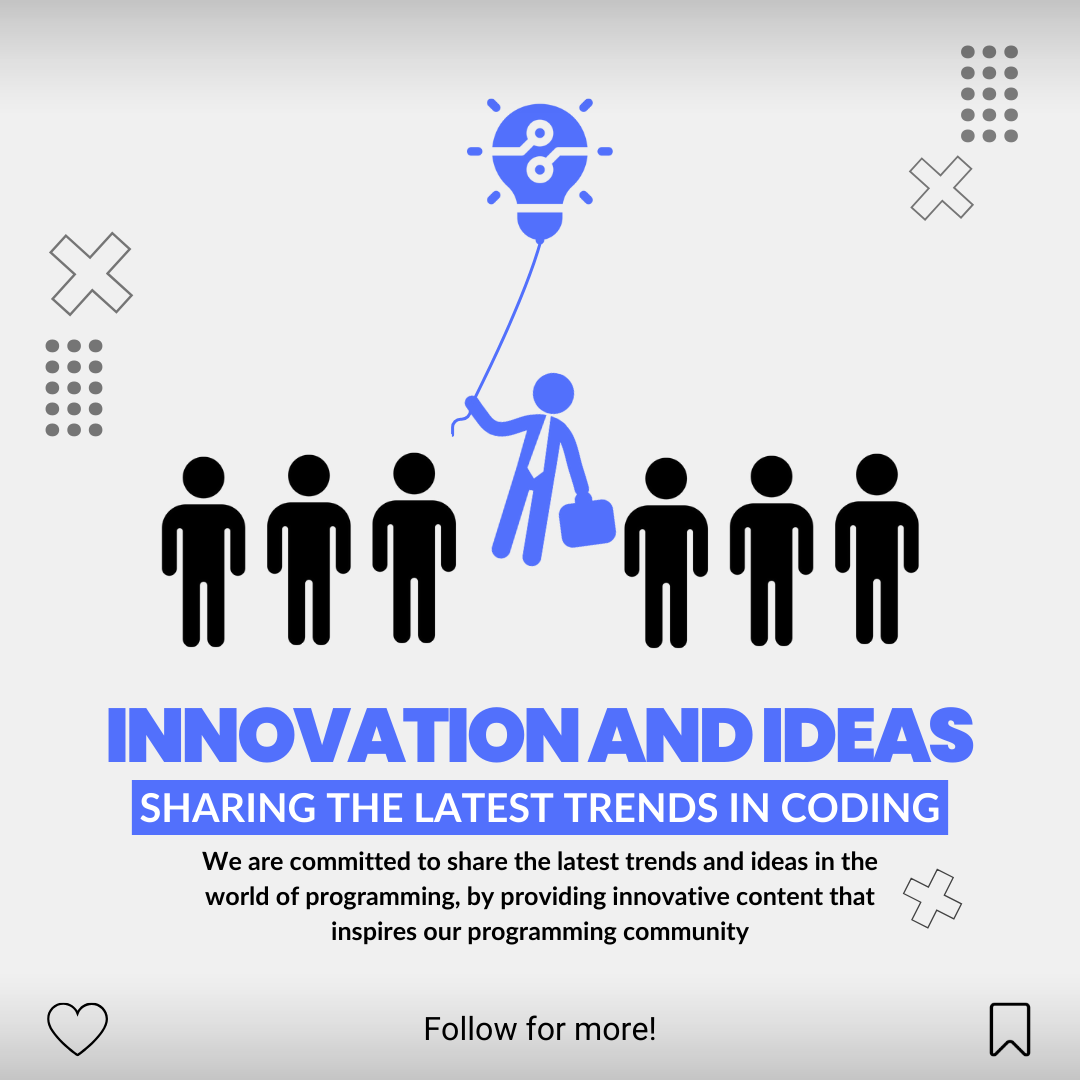 INNOVATION AND IDEAS
SHARING THE LATEST TRENDS IN CODING
We are committed to share the latest trends and ideas in the
world of programming, by providing innovative content that
inspires our programming community
Follow for more!